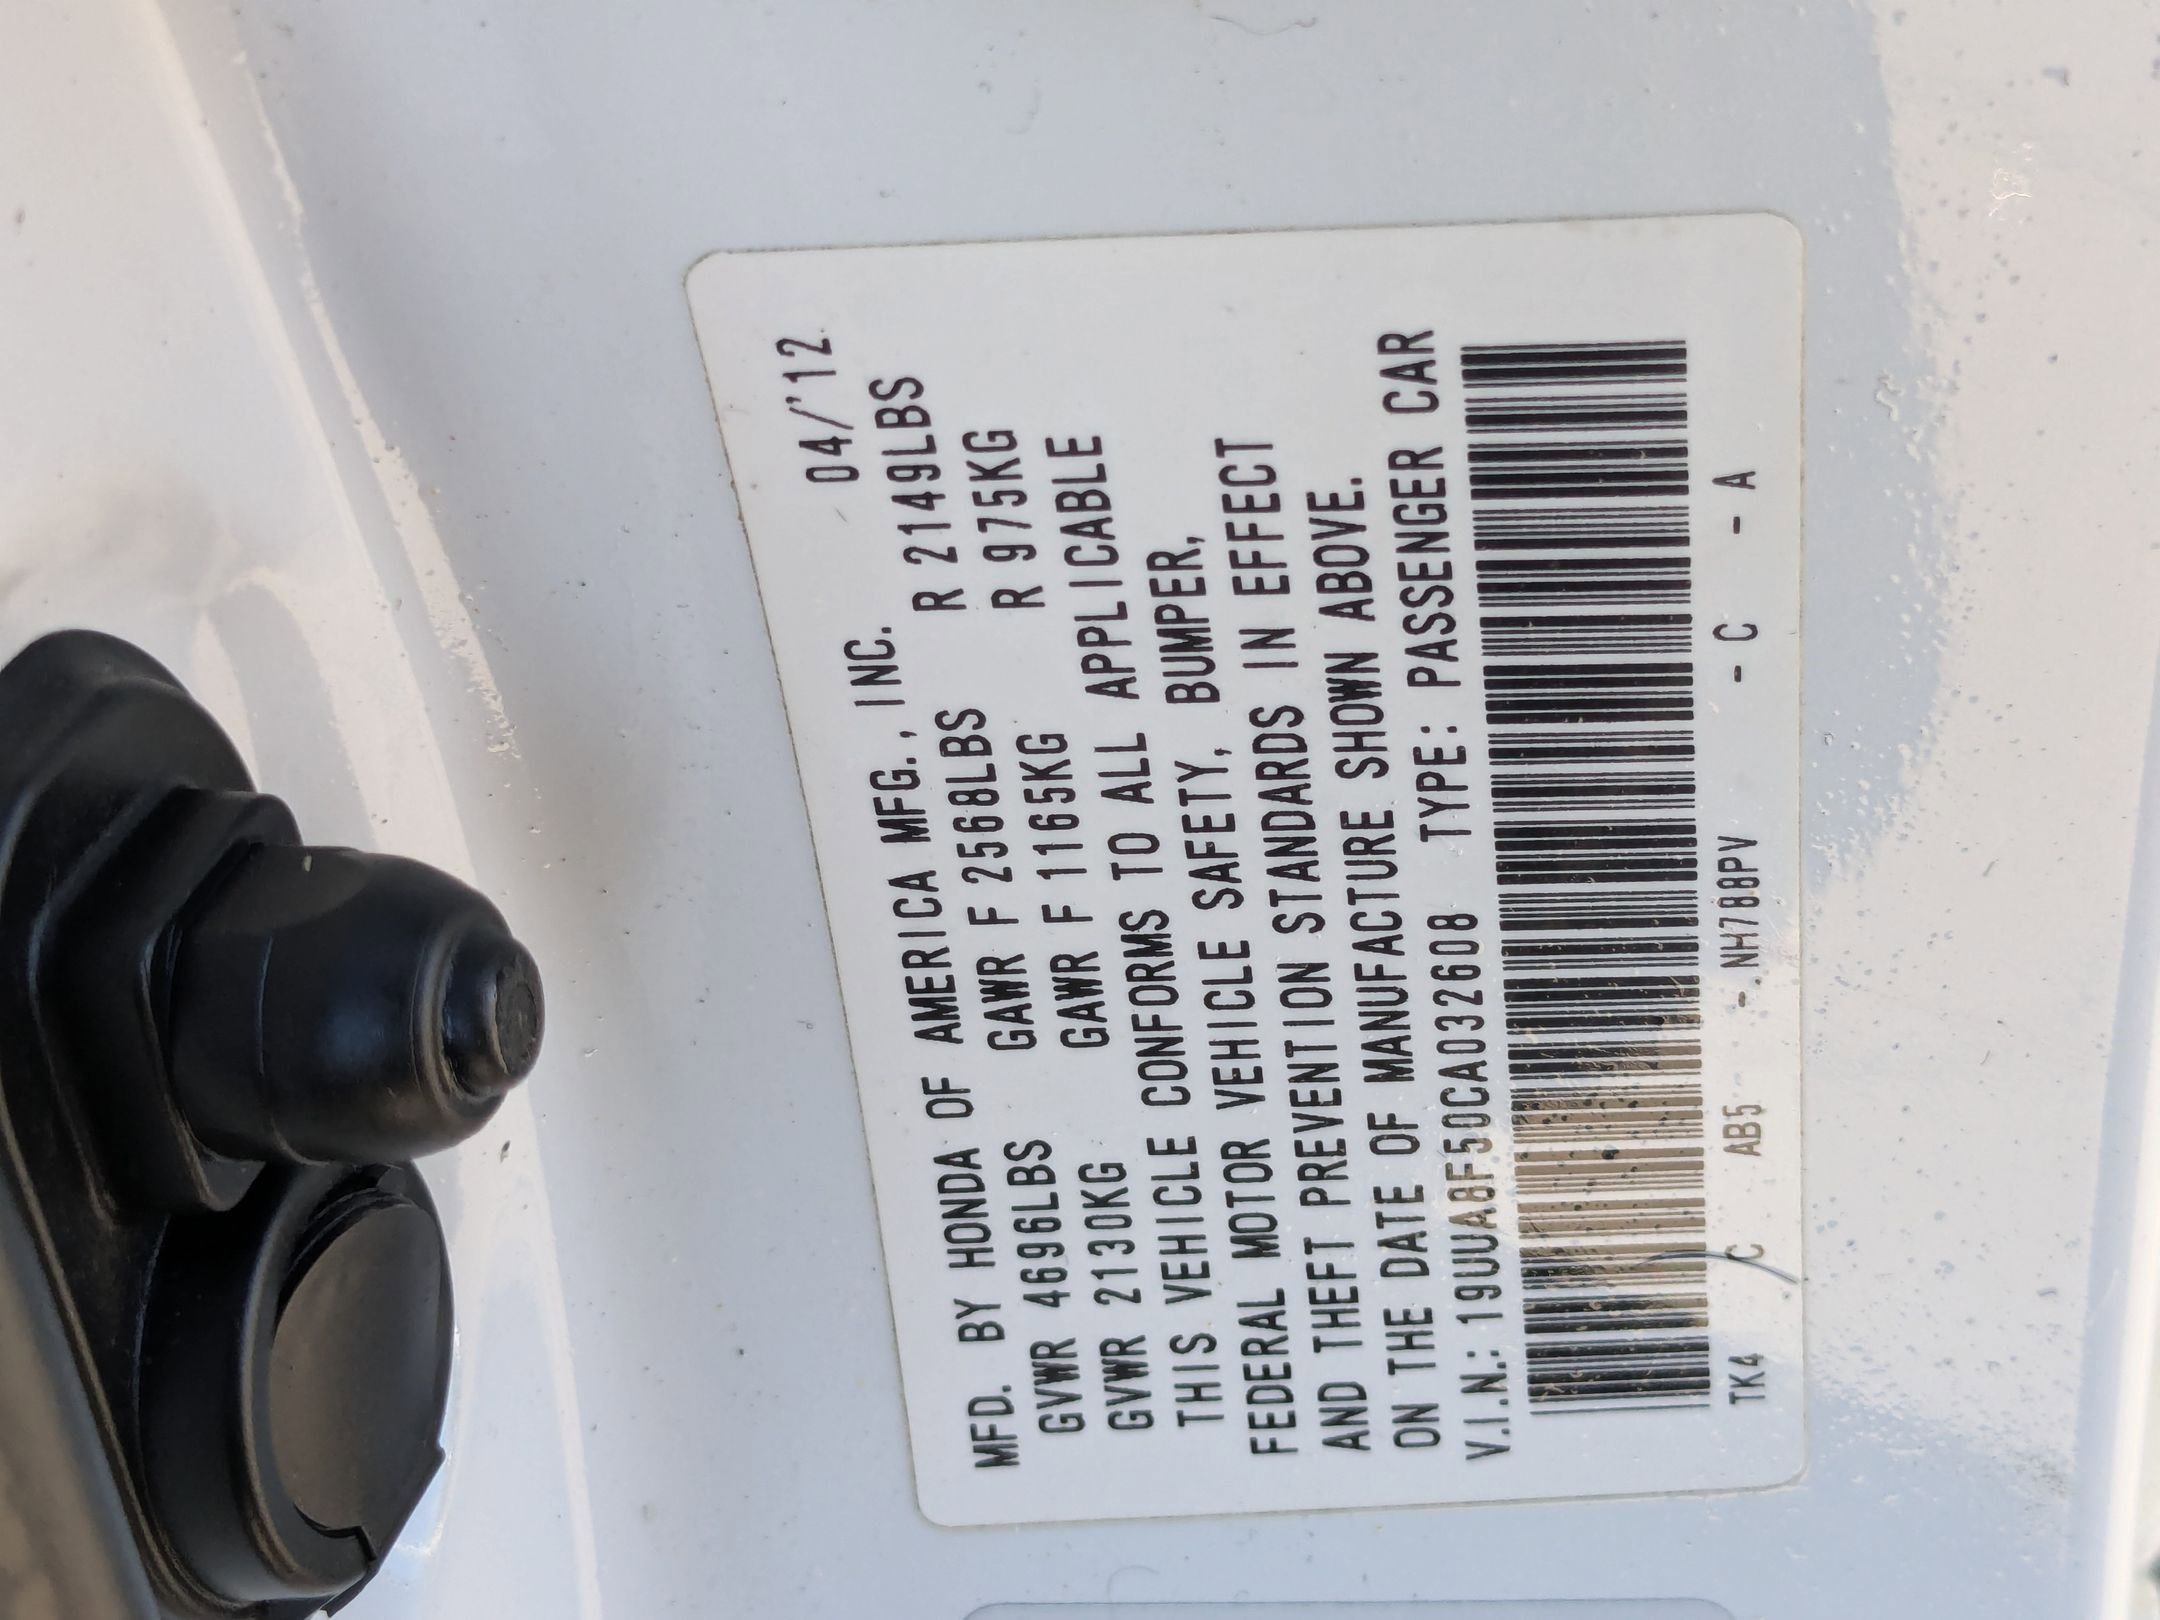 MFD. BY HONDA OF AMERICA MFG., INC. 04/'12
GVWR 4696LBS GAWR F 2568LBS R 2149LBS
GVWR 2130KG GAWR F 1165KG R 975KG
THIS VEHICLE CONFORMS TO ALL APPLICABLE
FEDERAL MOTOR VEHICLE SAFETY, BUMPER,
AND THEFT PREVENTION STANDARDS IN EFFECT
ON THE DATE OF MANUFACTURE SHOWN ABOVE.
V.I.N.: 19UUA8F50CA032608 TYPE: PASSENGER CAR
TK4 C AB5 - NH788PV - C - A